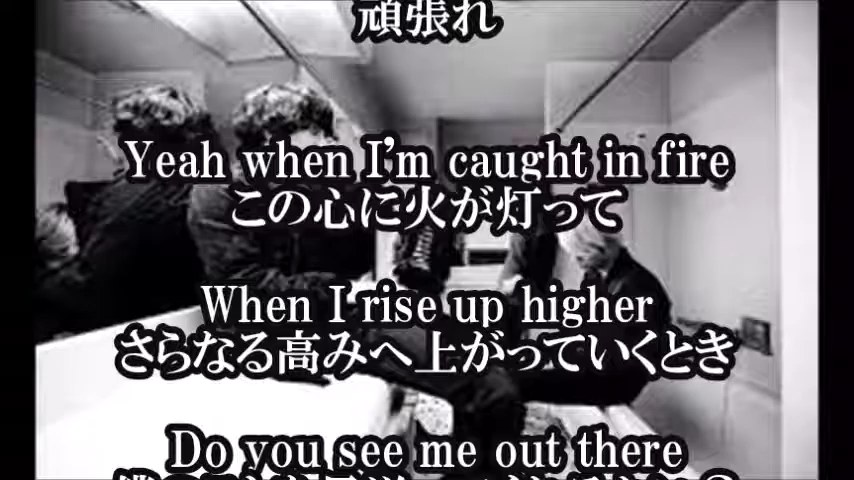 頑張れ
Yeah when I'm caught in fire
この心に火が灯って
When I rise up higher
さらなる高みへ上がっていくとき
Do you see me out there